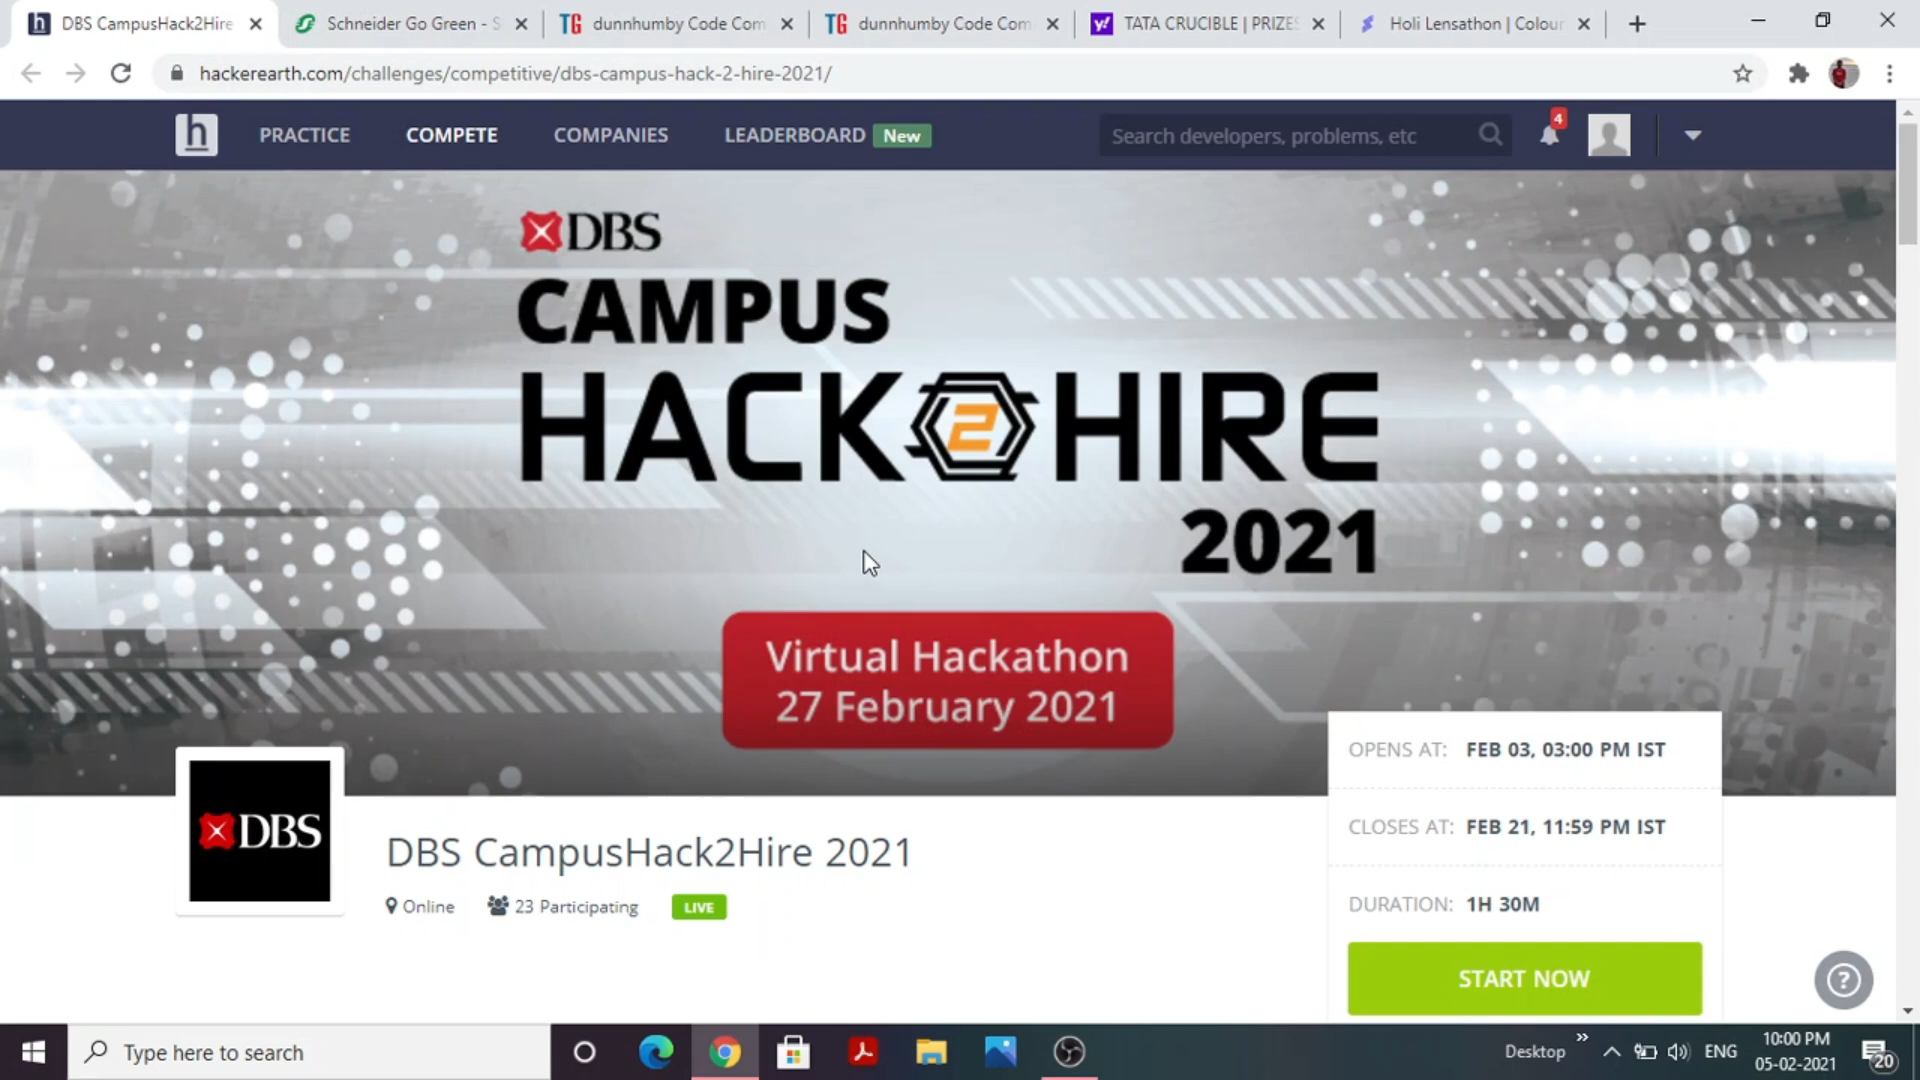 DBS CampusHack2Hire
Schneider Go Green - S
TG dunnhumby Code Com
TG dunnhumby Code Com
y! TATA CRUCIBLE | PRIZES
Holi Lensathon | Colour
hackerearth.com/challenges/competitive/dbs-campus-hack-2-hire-2021/
h PRACTICE COMPETE COMPANIES LEADERBOARD New
Search developers, problems, etc
4
DBS
CAMPUS
HACK 2 HIRE
2021
Virtual Hackathon
27 February 2021
OPENS AT: FEB 03, 03:00 PM IST
CLOSES AT: FEB 21, 11:59 PM IST
DURATION: 1H 30M
START NOW
DBS
DBS CampusHack2Hire 2021
Online 23 Participating LIVE
?
Type here to search
Desktop
ENG
10:00 PM
05-02-2021
20